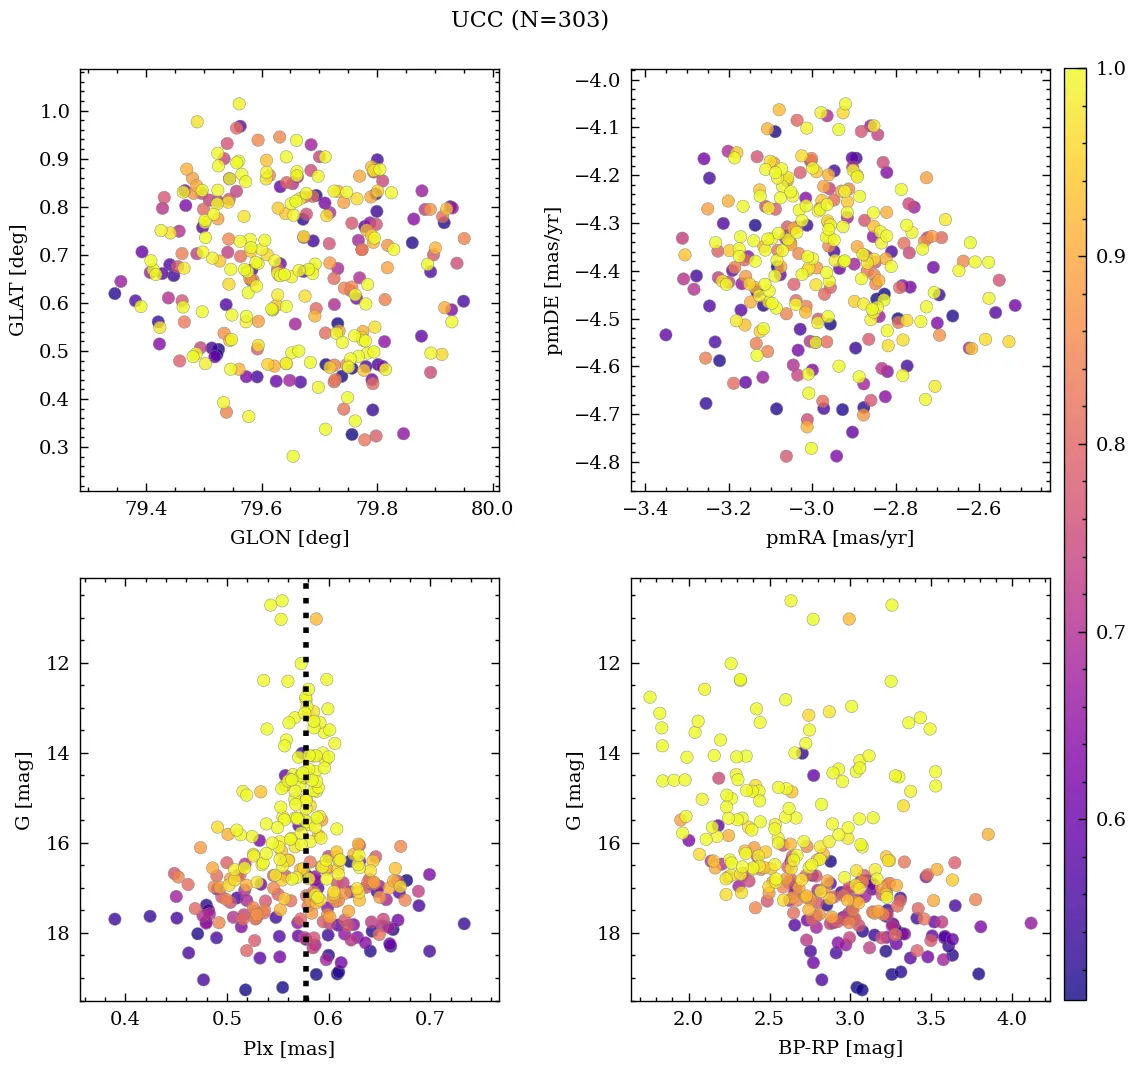 UCC (N=303)
1.0
0.9
0.8
0.7
0.6
0.5
0.4
0.3
GLAT [deg]
79.4 79.6 79.8 80.0
GLON [deg]
−4.0
−4.1
−4.2
−4.3
−4.4
−4.5
−4.6
−4.7
−4.8
pmDE [mas/yr]
−3.4 −3.2 −3.0 −2.8 −2.6
pmRA [mas/yr]
12
14
16
18
G [mag]
0.4 0.5 0.6 0.7
Plx [mas]
12
14
16
18
G [mag]
2.0 2.5 3.0 3.5 4.0
BP-RP [mag]
1.0
0.9
0.8
0.7
0.6